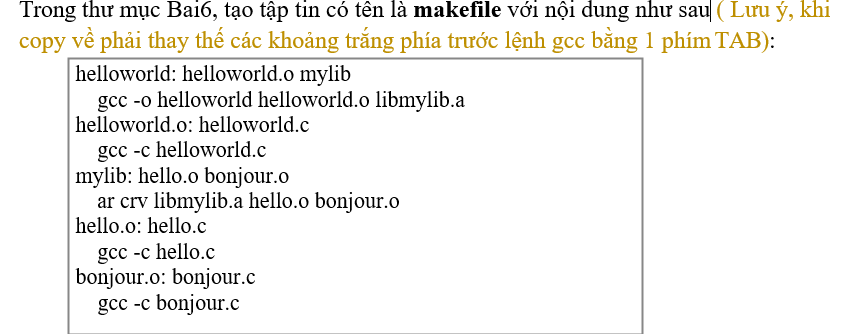 Trong thư mục Bai6, tạo tập tin có tên là makefile với nội dung như sau( Lưu ý, khi
copy về phải thay thế các khoảng trắng phía trước lệnh gcc bằng 1 phím TAB):
helloworld: helloworld.o mylib
gcc -o helloworld helloworld.o libmylib.a
helloworld.o: helloworld.c
gcc -c helloworld.c
mylib: hello.o bonjour.o
ar crv libmylib.a hello.o bonjour.o
hello.o: hello.c
gcc -c hello.c
bonjour.o: bonjour.c
gcc -c bonjour.c